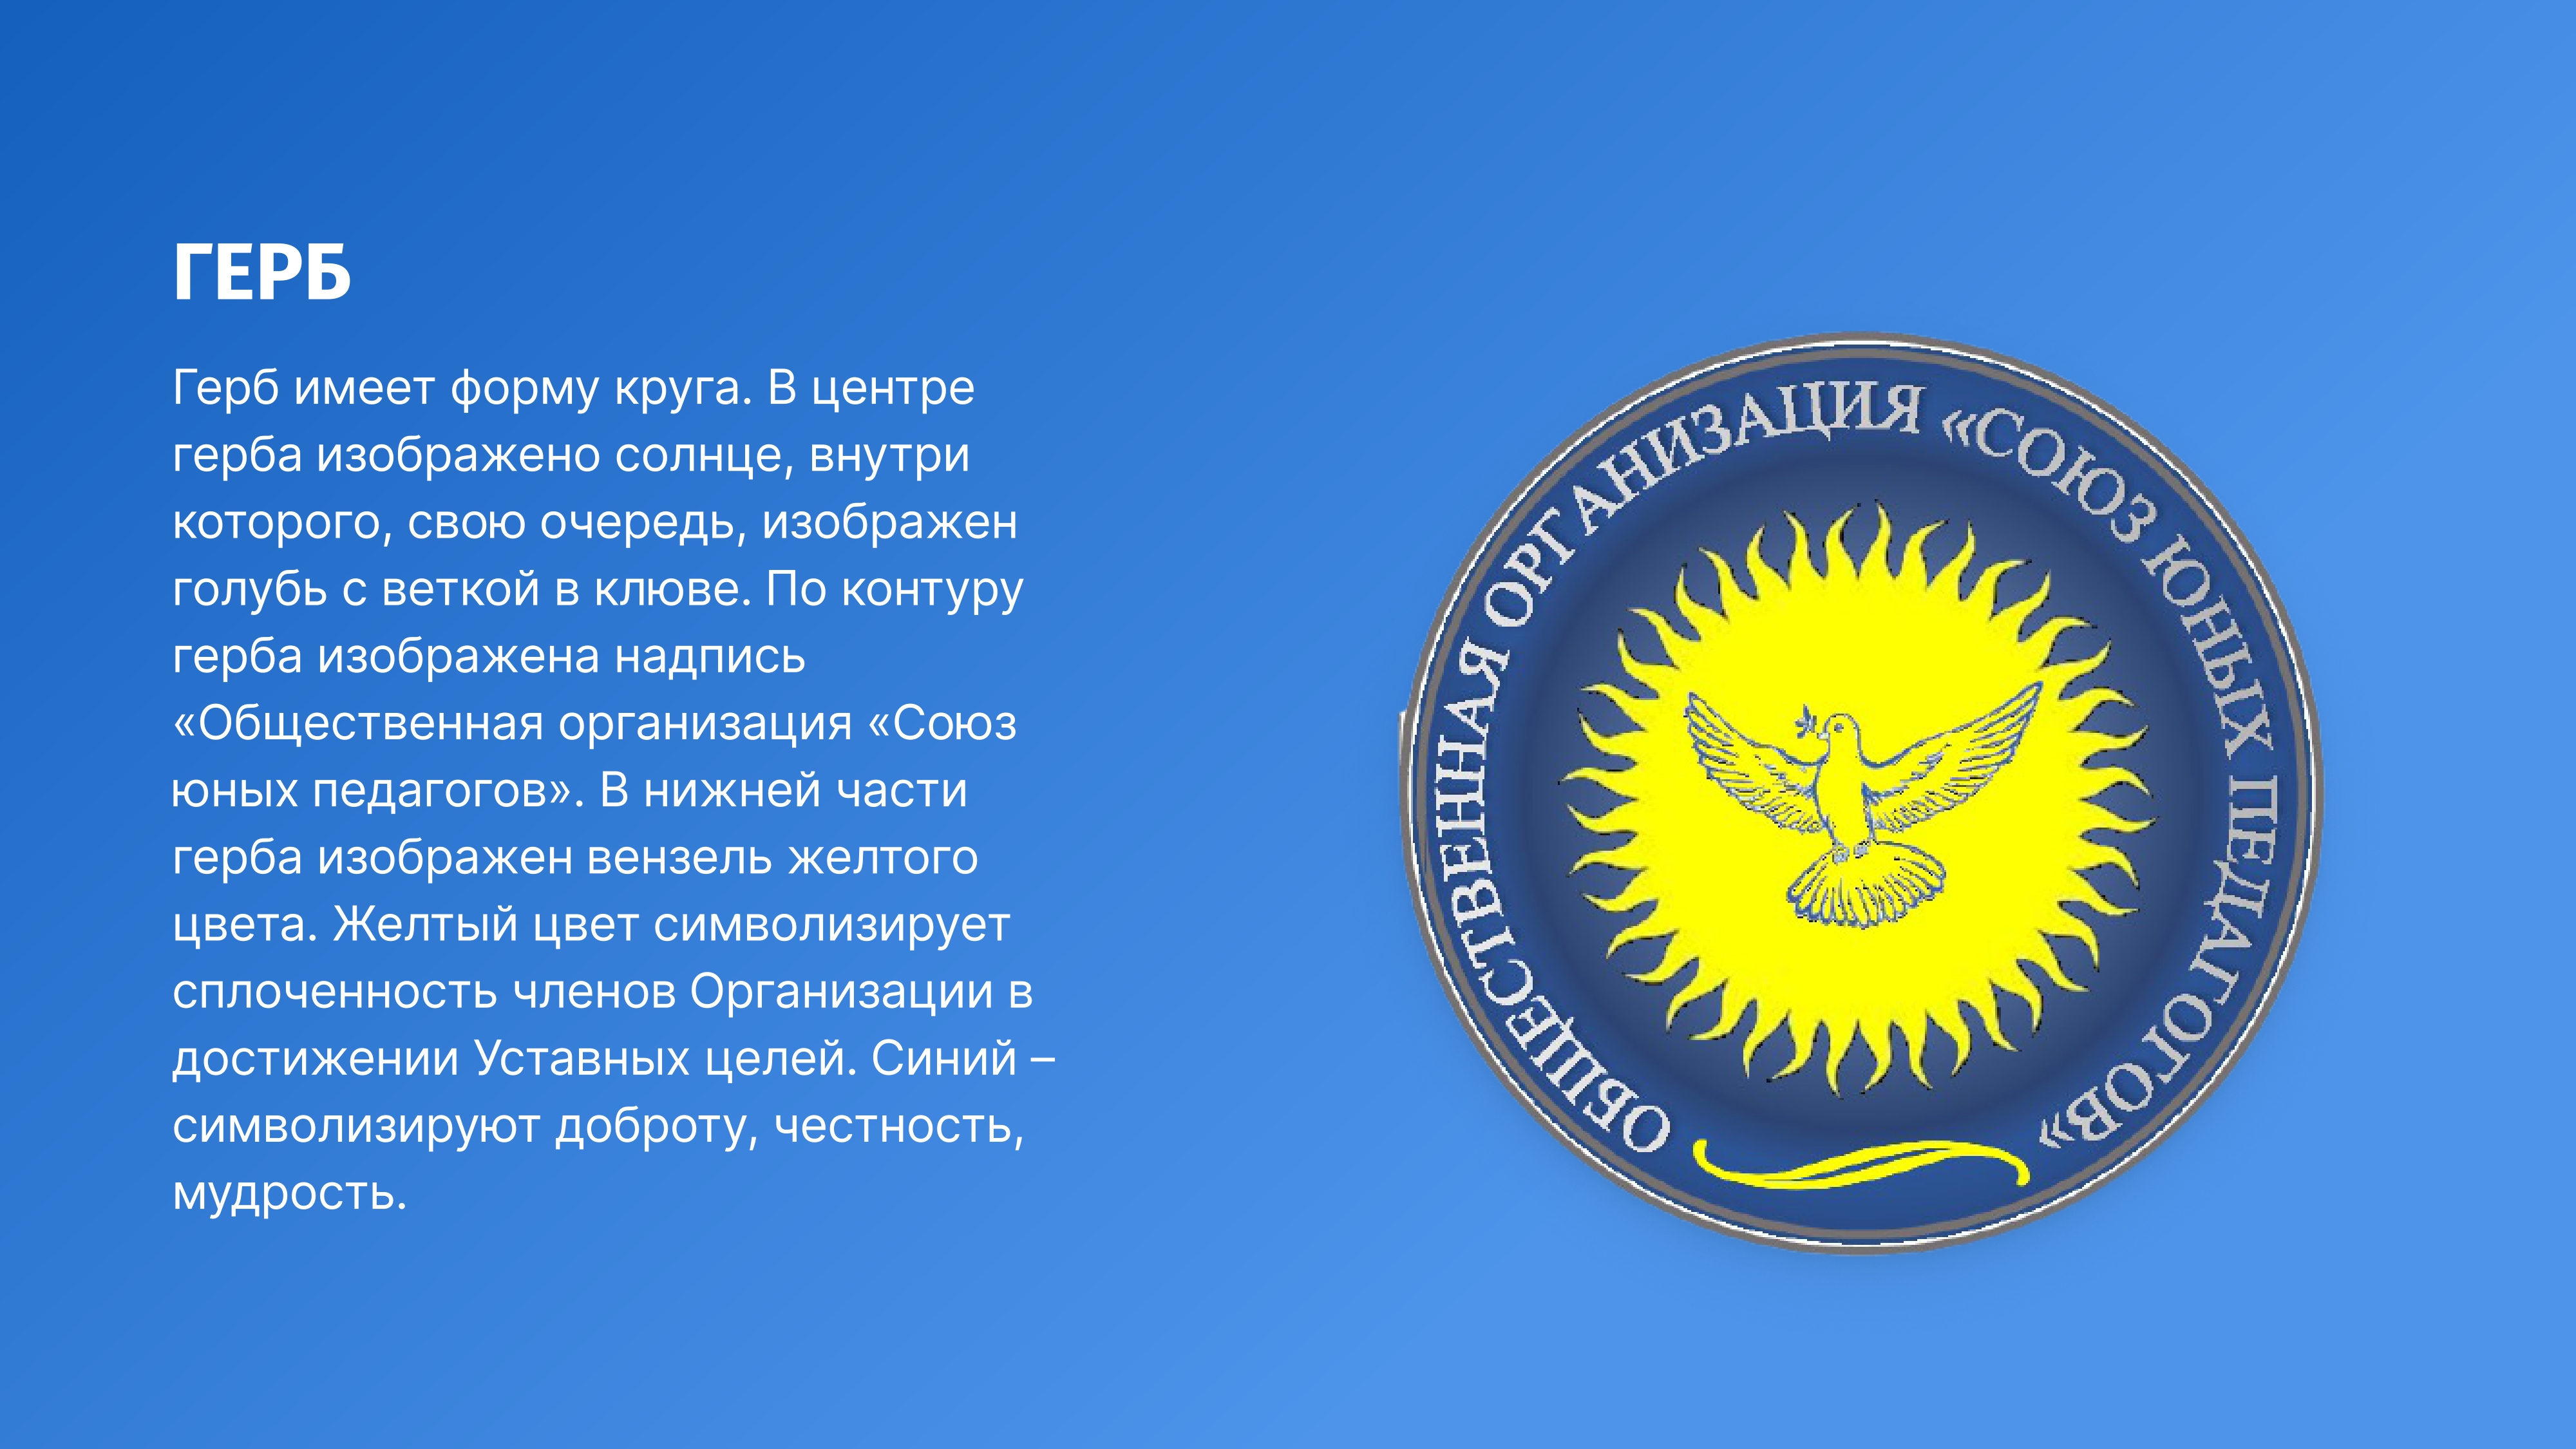 ГЕРБ
Герб имеет форму круга. В центре
герба изображено солнце, внутри
которого, свою очередь, изображен
голубь с веткой в клюве. По контуру
герба изображена надпись
«Общественная организация «Союз
юных педагогов». В нижней части
герба изображен вензель желтого
цвета. Желтый цвет символизирует
сплоченность членов Организации в
достижении Уставных целей. Синий –
символизируют доброту, честность,
мудрость.
ОБЩЕСТВЕННАЯ ОРГАНИЗАЦИЯ «СОЮЗ ЮНЫХ ПЕДАГОГОВ»